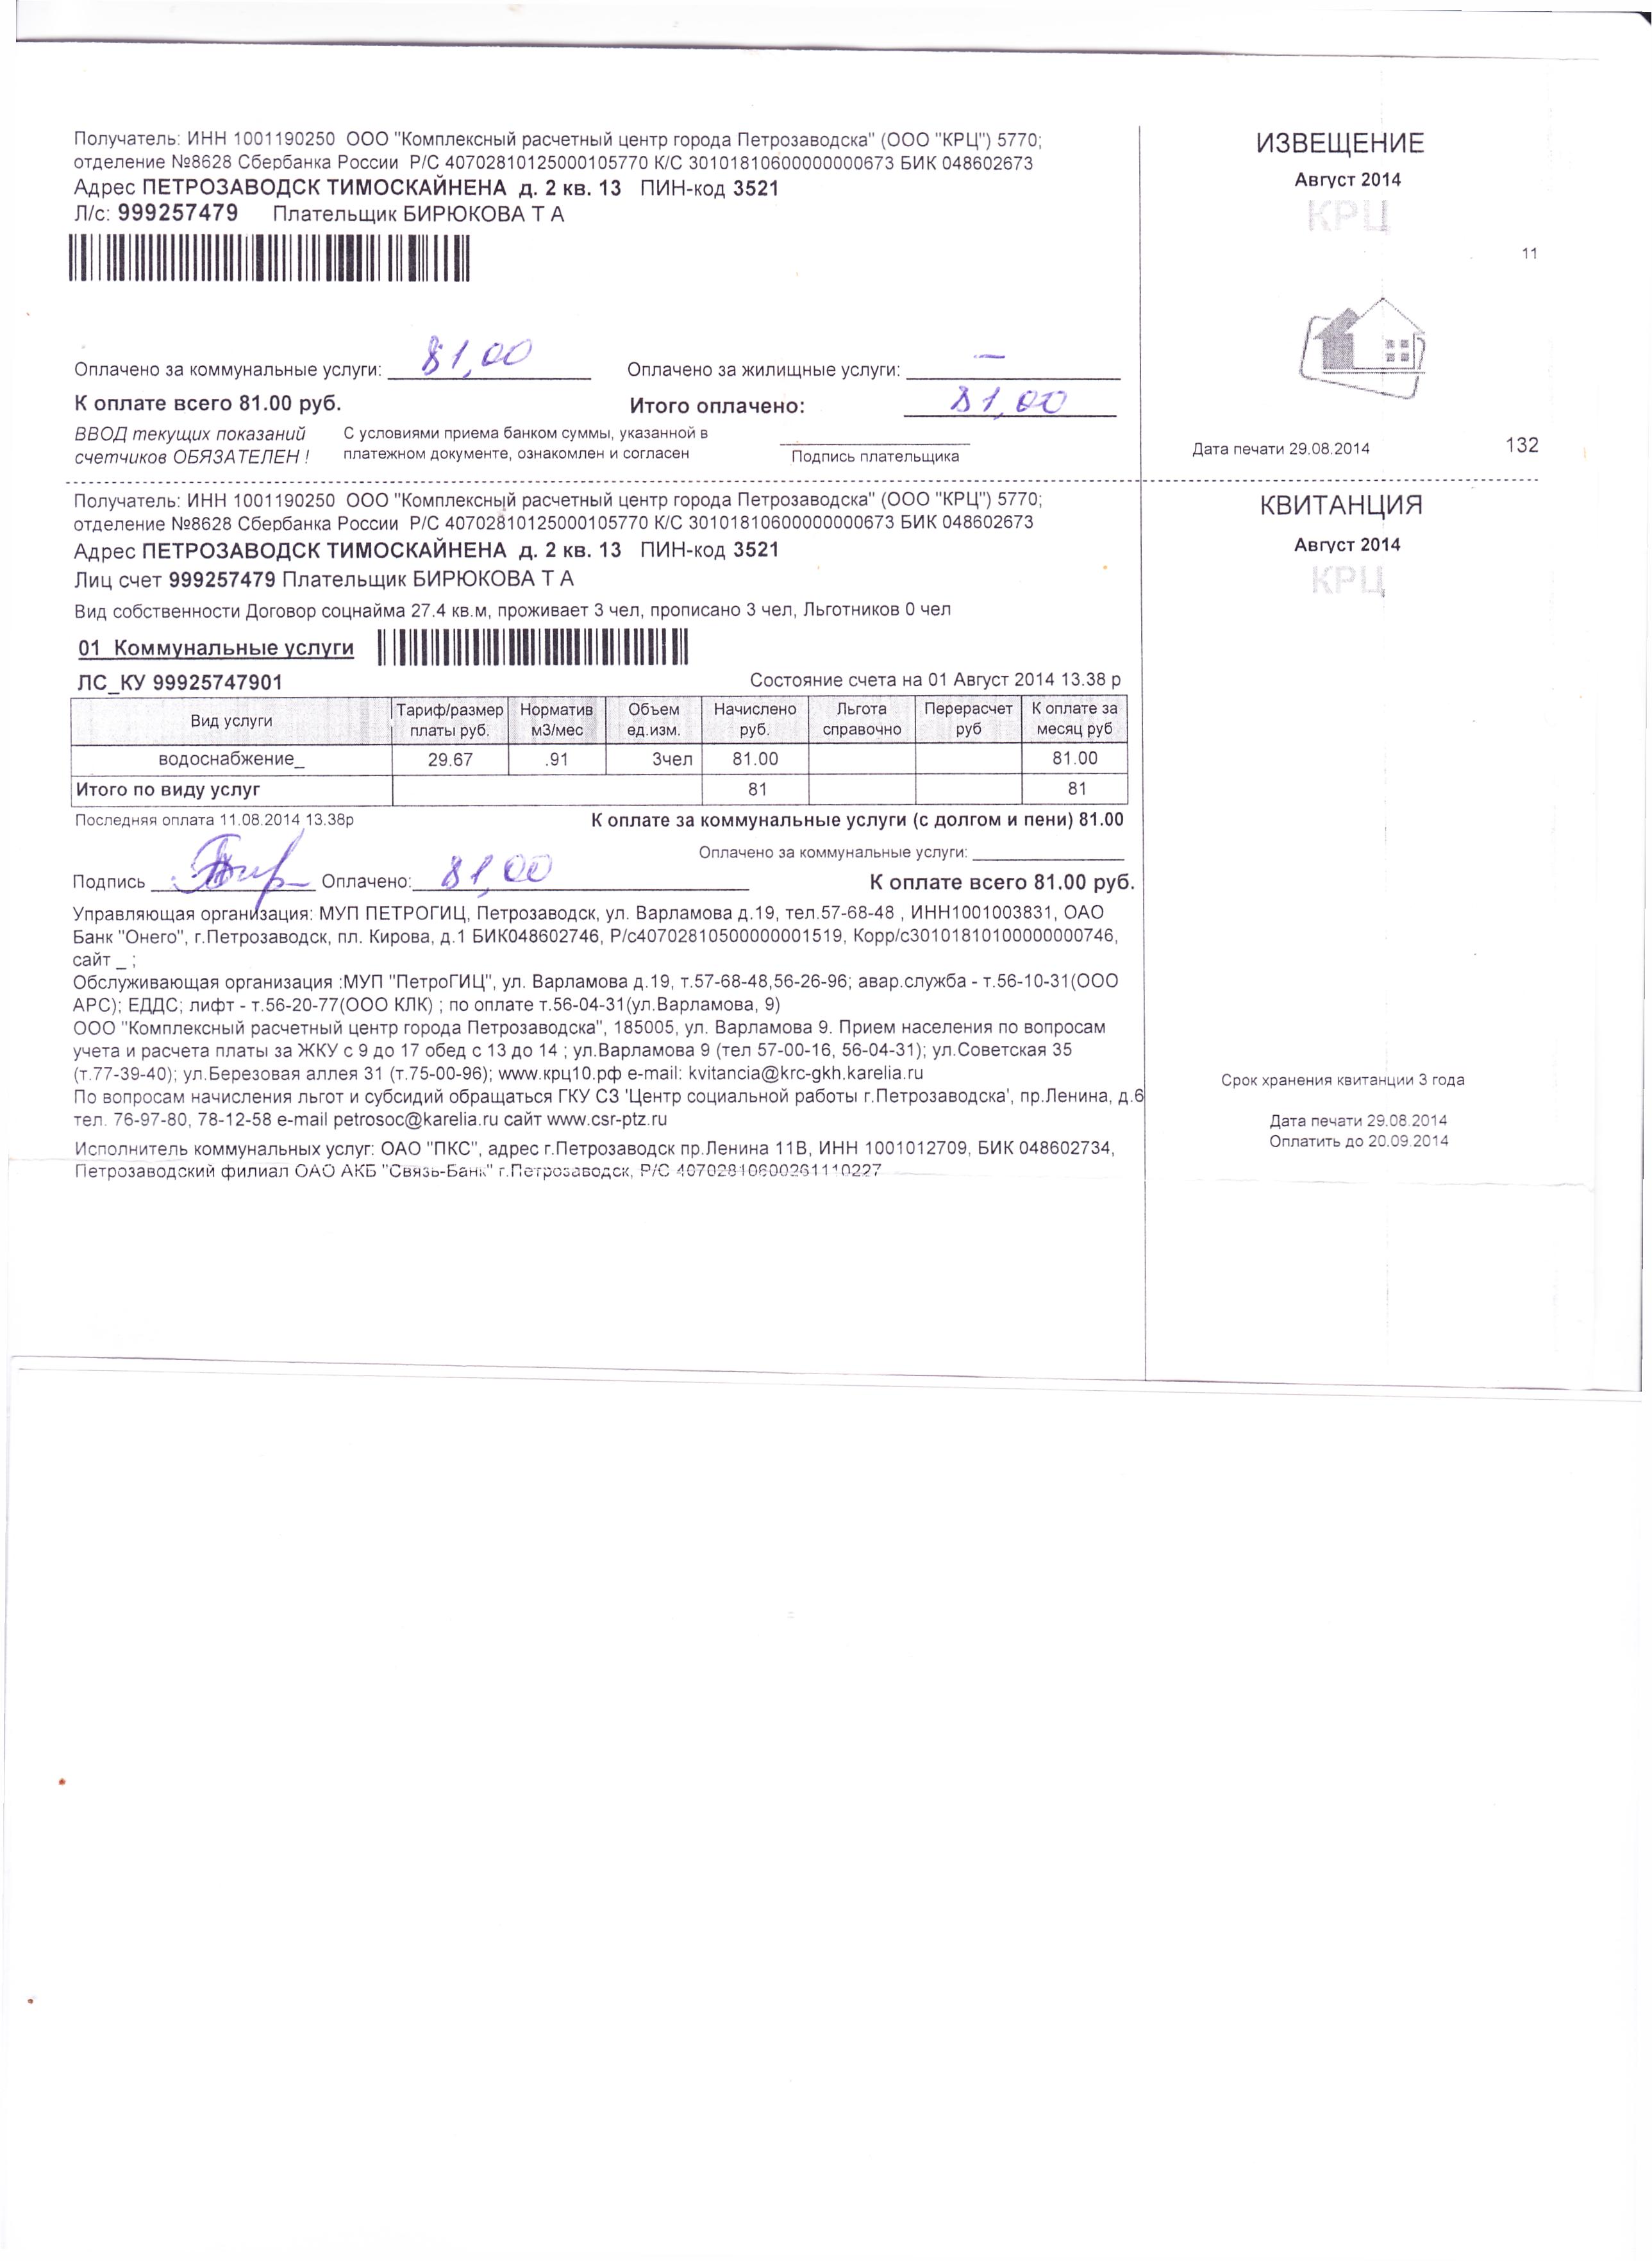 Получатель: ИНН 1001190250 ООО "Комплексный расчетный центр города Петрозаводска" (ООО "КРЦ") 5770;
отделение №8628 Сбербанка России Р/С 40702810125000105770 К/С 30101810600000000673 БИК 048602673
Адрес ПЕТРОЗАВОДСК ТИМОСКАЙНЕНА д. 2 кв. 13 ПИН-код 3521
Л/с: 999257479 Плательщик БИРЮКОВА Т А
ИЗВЕЩЕНИЕ
Август 2014
КРЦ
11
Оплачено за коммунальные услуги: 81,00 Оплачено за жилищные услуги: —
К оплате всего 81.00 руб. Итого оплачено: 81,00
ВВОД текущих показаний С условиями приема банком суммы, указанной в
счетчиков ОБЯЗАТЕЛЕН ! платежном документе, ознакомлен и согласен Подпись плательщика
Дата печати 29.08.2014 132
Получатель: ИНН 1001190250 ООО "Комплексный расчетный центр города Петрозаводска" (ООО "КРЦ") 5770;
отделение №8628 Сбербанка России Р/С 40702810125000105770 К/С 30101810600000000673 БИК 048602673
Адрес ПЕТРОЗАВОДСК ТИМОСКАЙНЕНА д. 2 кв. 13 ПИН-код 3521
Лиц счет 999257479 Плательщик БИРЮКОВА Т А
КВИТАНЦИЯ
Август 2014
КРЦ
Вид собственности Договор соцнайма 27.4 кв.м, проживает 3 чел, прописано 3 чел, Льготников 0 чел
01 Коммунальные услуги
ЛС_КУ 99925747901 Состояние счета на 01 Август 2014 13.38 р
Вид услуги Тариф/размер платы руб. Норматив м3/мес Объем ед.изм. Начислено руб. Льгота справочно Перерасчет руб К оплате за месяц руб
водоснабжение_ 29.67 .91 3чел 81.00 81.00
Итого по виду услуг 81 81
Последняя оплата 11.08.2014 13.38р К оплате за коммунальные услуги (с долгом и пени) 81.00
Оплачено за коммунальные услуги:
Подпись Оплачено: 81,00 К оплате всего 81.00 руб.
Управляющая организация: МУП ПЕТРОГИЦ, Петрозаводск, ул. Варламова д.19, тел.57-68-48 , ИНН1001003831, ОАО
Банк "Онего", г.Петрозаводск, пл. Кирова, д.1 БИК048602746, Р/с40702810500000001519, Корр/с30101810100000000746,
сайт _ ;
Обслуживающая организация :МУП "ПетроГИЦ", ул. Варламова д.19, т.57-68-48,56-26-96; авар.служба - т.56-10-31(ООО
АРС); ЕДДС; лифт - т.56-20-77(ООО КЛК) ; по оплате т.56-04-31(ул.Варламова, 9)
ООО "Комплексный расчетный центр города Петрозаводска", 185005, ул. Варламова 9. Прием населения по вопросам
учета и расчета платы за ЖКУ с 9 до 17 обед с 13 до 14 ; ул.Варламова 9 (тел 57-00-16, 56-04-31); ул.Советская 35
(т.77-39-40); ул.Березовая аллея 31 (т.75-00-96); www.крц10.рф e-mail: kvitancia@krc-gkh.karelia.ru
По вопросам начисления льгот и субсидий обращаться ГКУ СЗ 'Центр социальной работы г.Петрозаводска', пр.Ленина, д.6
тел. 76-97-80, 78-12-58 e-mail petrosoc@karelia.ru сайт www.csr-ptz.ru
Исполнитель коммунальных услуг: ОАО "ПКС", адрес г.Петрозаводск пр.Ленина 11В, ИНН 1001012709, БИК 048602734,
Петрозаводский филиал ОАО АКБ "Связь-Банк" г.Петрозаводск, Р/С 40702810600261110227
Срок хранения квитанции 3 года
Дата печати 29.08.2014
Оплатить до 20.09.2014